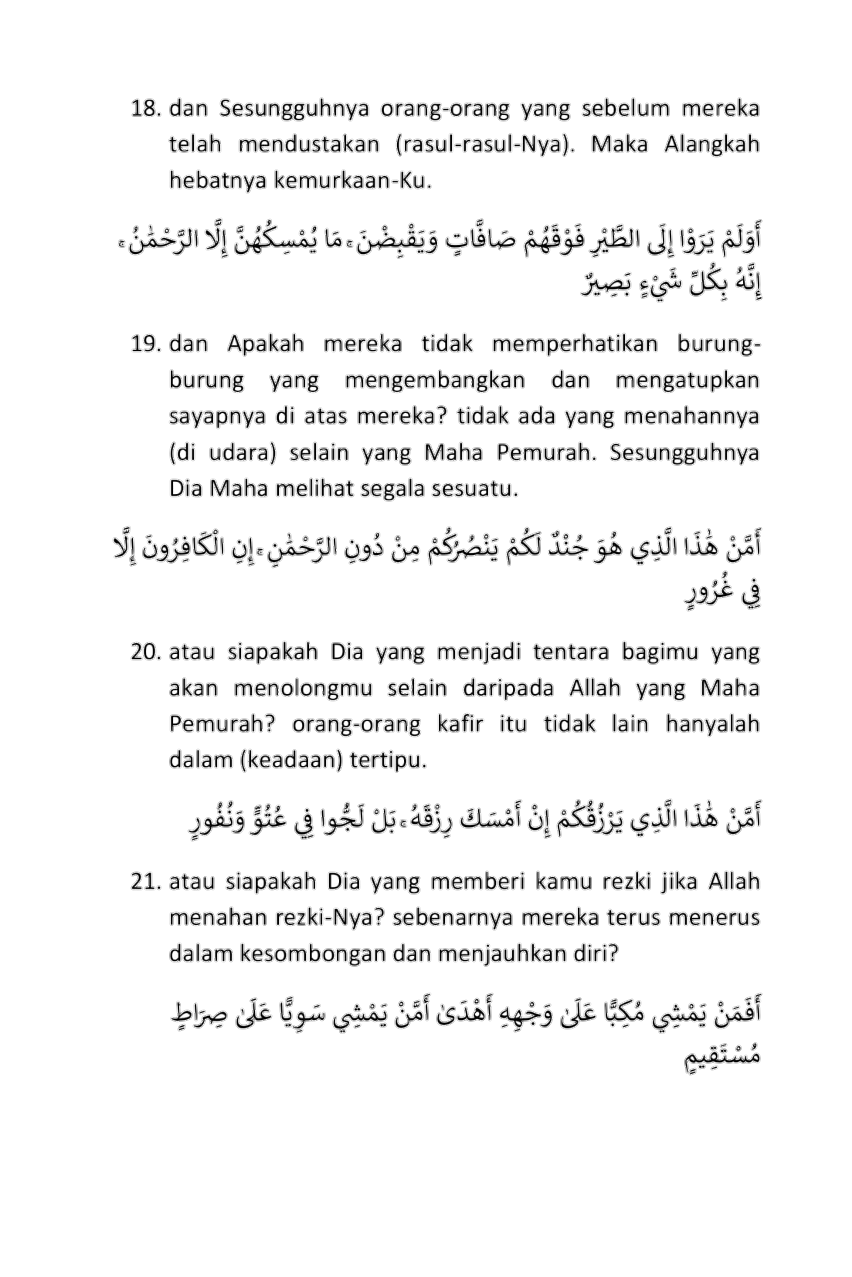 18. dan Sesungguhnya orang-orang yang sebelum mereka
telah mendustakan (rasul-rasul-Nya). Maka Alangkah
hebatnya kemurkaan-Ku.
أَوَلَمْ يَرَوْا إِلَى الطَّيْرِ فَوْقَهُمْ صَافَّاتٍ وَيَقْبِضْنَ ۚ مَا يُمْسِكُهُنَّ إِلَّا الرَّحْمَٰنُ ۚ
إِنَّهُ بِكُلِّ شَيْءٍ بَصِيرٌ
19. dan Apakah mereka tidak memperhatikan burung-
burung yang mengembangkan dan mengatupkan
sayapnya di atas mereka? tidak ada yang menahannya
(di udara) selain yang Maha Pemurah. Sesungguhnya
Dia Maha melihat segala sesuatu.
أَمَّنْ هَٰذَا الَّذِي هُوَ جُنْدٌ لَكُمْ يَنْصُرُكُمْ مِنْ دُونِ الرَّحْمَٰنِ ۚ إِنِ الْكَافِرُونَ إِلَّا
فِي غُرُورٍ
20. atau siapakah Dia yang menjadi tentara bagimu yang
akan menolongmu selain daripada Allah yang Maha
Pemurah? orang-orang kafir itu tidak lain hanyalah
dalam (keadaan) tertipu.
أَمَّنْ هَٰذَا الَّذِي يَرْزُقُكُمْ إِنْ أَمْسَكَ رِزْقَهُ ۚ بَلْ لَجُّوا فِي عُتُوٍّ وَنُفُورٍ
21. atau siapakah Dia yang memberi kamu rezki jika Allah
menahan rezki-Nya? sebenarnya mereka terus menerus
dalam kesombongan dan menjauhkan diri?
أَفَمَنْ يَمْشِي مُكِبًّا عَلَىٰ وَجْهِهِ أَهْدَىٰ أَمَّنْ يَمْشِي سَوِيًّا عَلَىٰ صِرَاطٍ
مُسْتَقِيمٍ